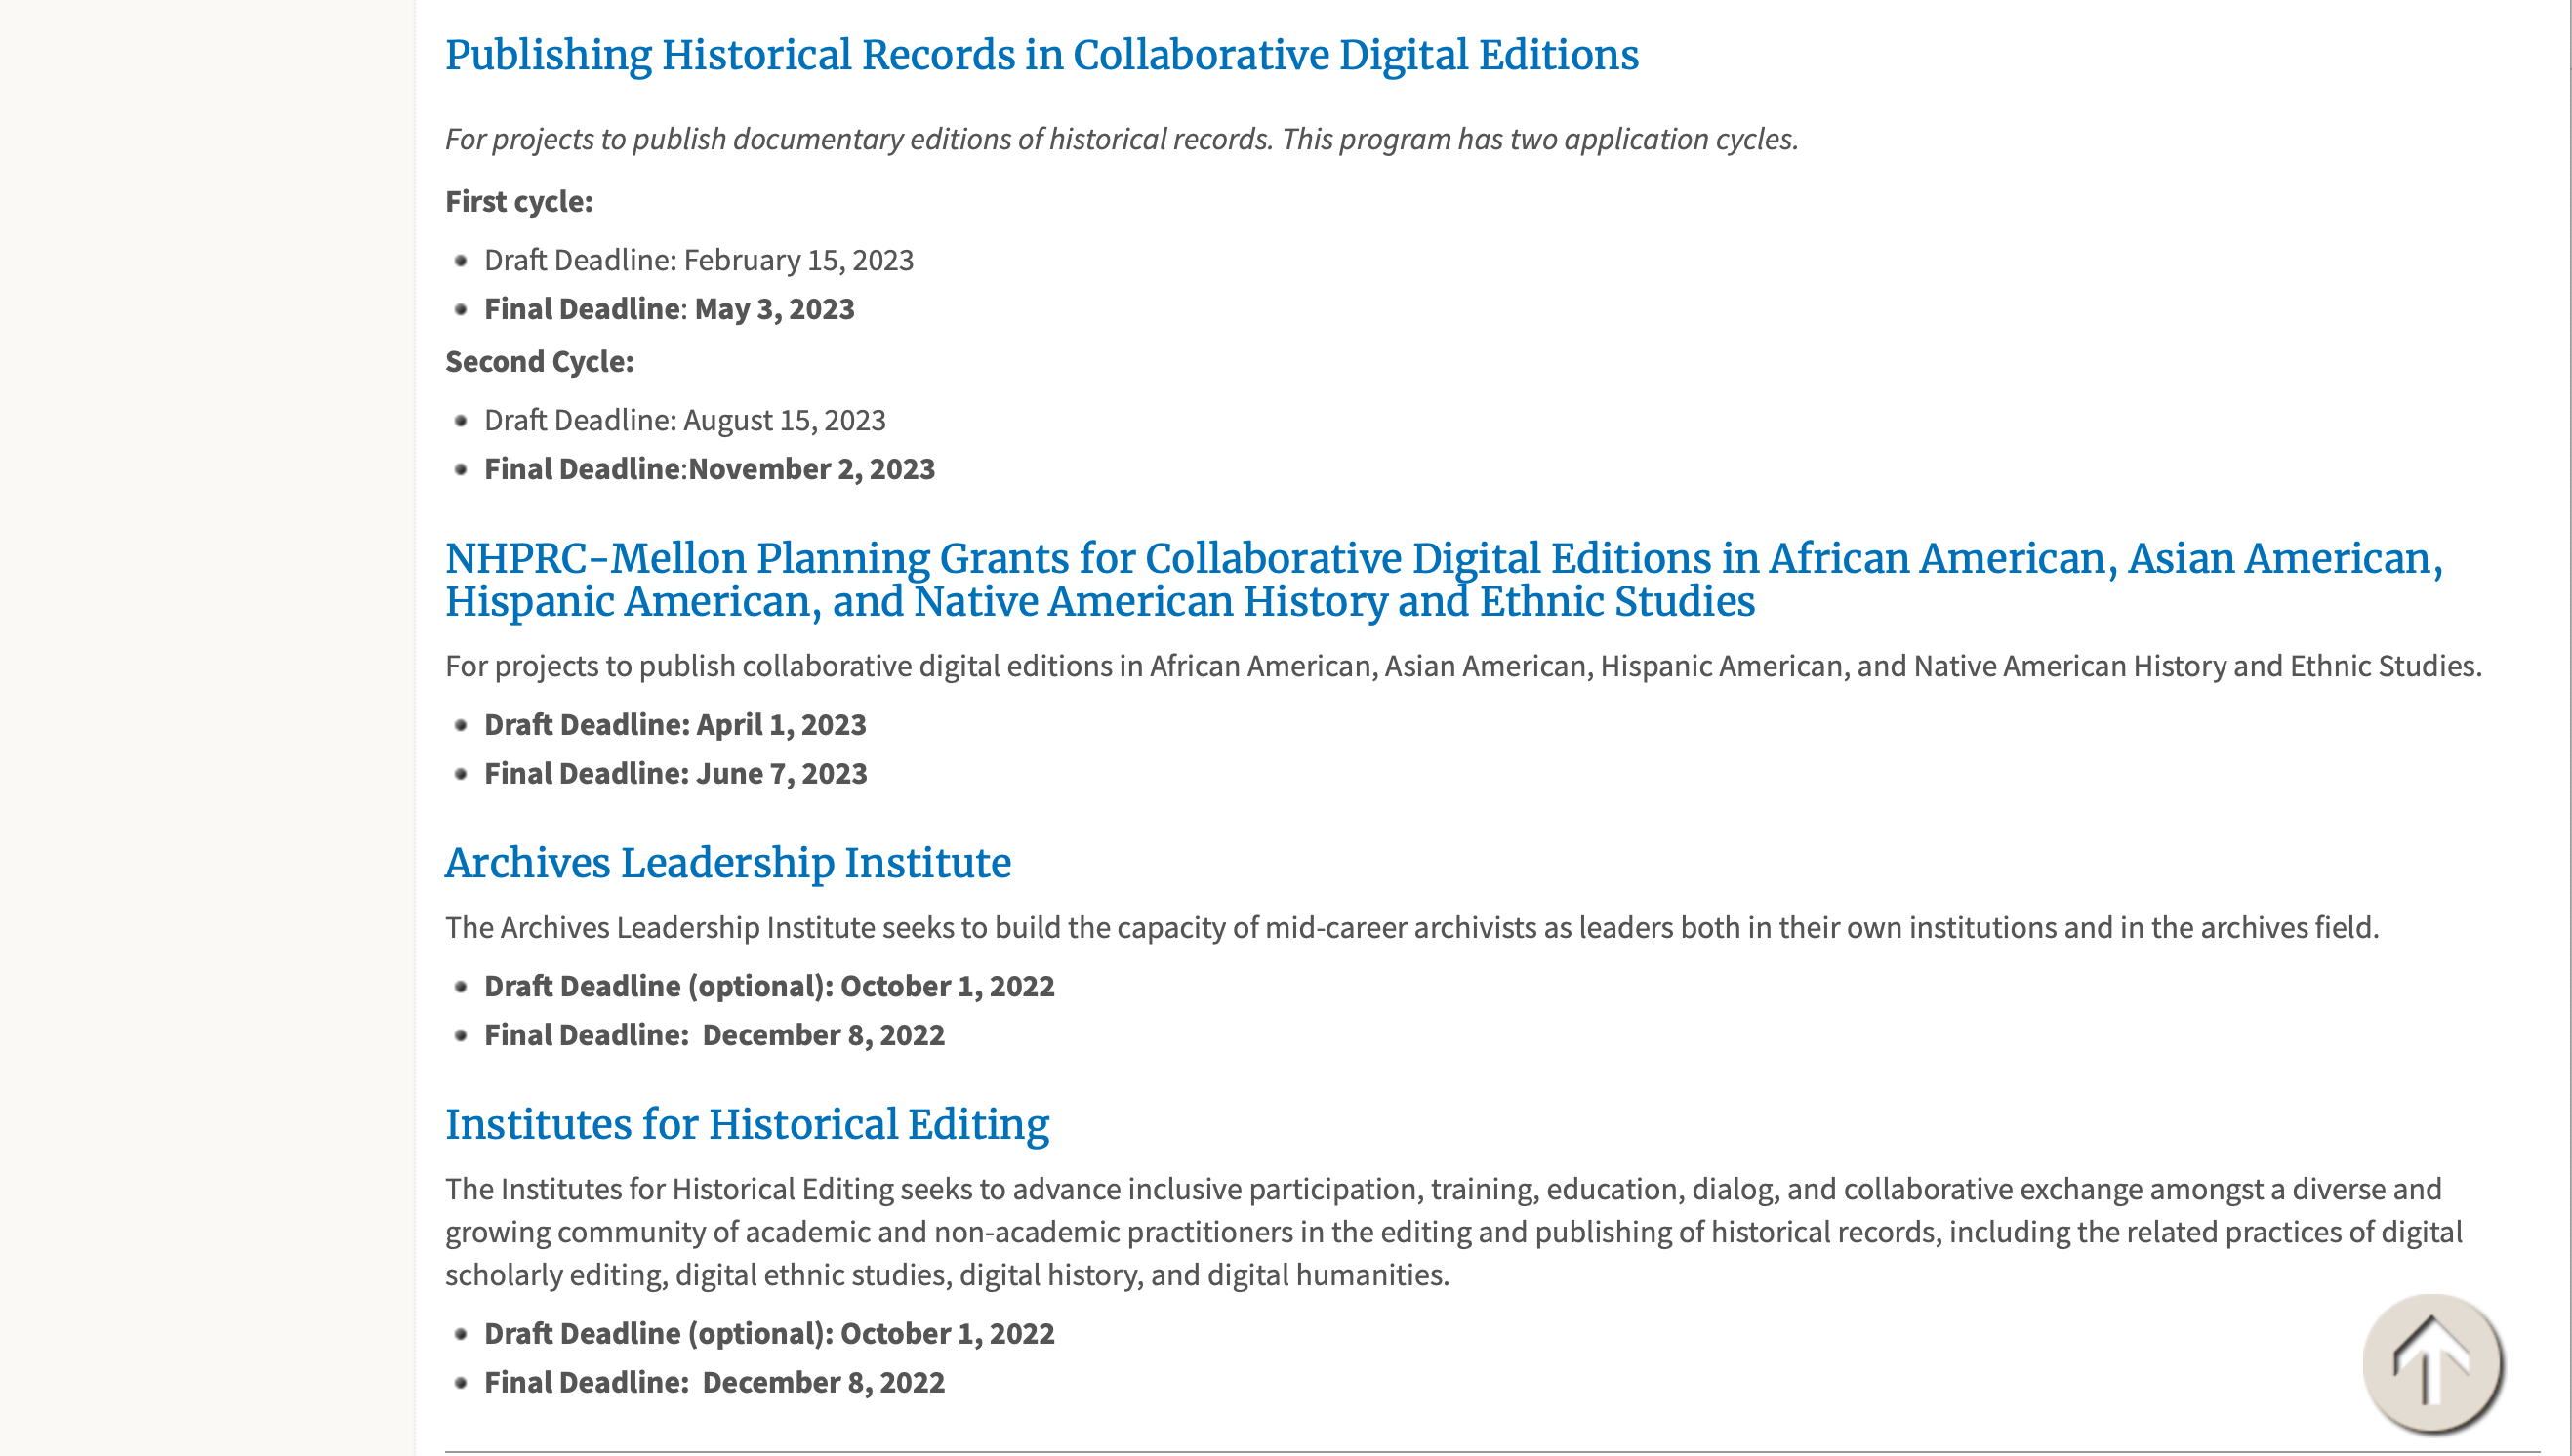 Publishing Historical Records in Collaborative Digital Editions
For projects to publish documentary editions of historical records. This program has two application cycles.
First cycle:
Draft Deadline: February 15, 2023
Final Deadline: May 3, 2023
Second Cycle:
Draft Deadline: August 15, 2023
Final Deadline:November 2, 2023
NHPRC-Mellon Planning Grants for Collaborative Digital Editions in African American, Asian American,
Hispanic American, and Native American History and Ethnic Studies
For projects to publish collaborative digital editions in African American, Asian American, Hispanic American, and Native American History and Ethnic Studies.
Draft Deadline: April 1, 2023
Final Deadline: June 7, 2023
Archives Leadership Institute
The Archives Leadership Institute seeks to build the capacity of mid-career archivists as leaders both in their own institutions and in the archives field.
Draft Deadline (optional): October 1, 2022
Final Deadline:  December 8, 2022
Institutes for Historical Editing
The Institutes for Historical Editing seeks to advance inclusive participation, training, education, dialog, and collaborative exchange amongst a diverse and
growing community of academic and non-academic practitioners in the editing and publishing of historical records, including the related practices of digital
scholarly editing, digital ethnic studies, digital history, and digital humanities.
Draft Deadline (optional): October 1, 2022
Final Deadline:  December 8, 2022